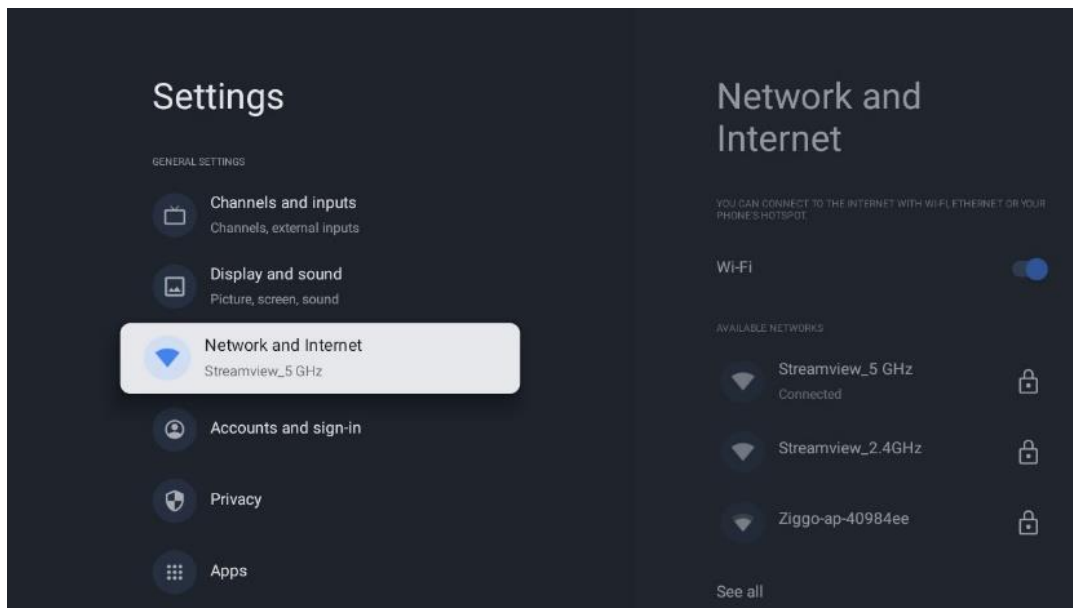 Settings
GENERAL SETTINGS
Channels and inputs
Channels, external inputs
Display and sound
Picture, screen, sound
Network and Internet
Streamview_5 GHz
Accounts and sign-in
Privacy
Apps
Network and
Internet
YOU CAN CONNECT TO THE INTERNET WITH WI-FI, ETHERNET OR YOUR
PHONE'S HOTSPOT.
Wi-Fi
AVAILABLE NETWORKS
Streamview_5 GHz
Connected
Streamview_2.4GHz
Ziggo-ap-40984ee
See all